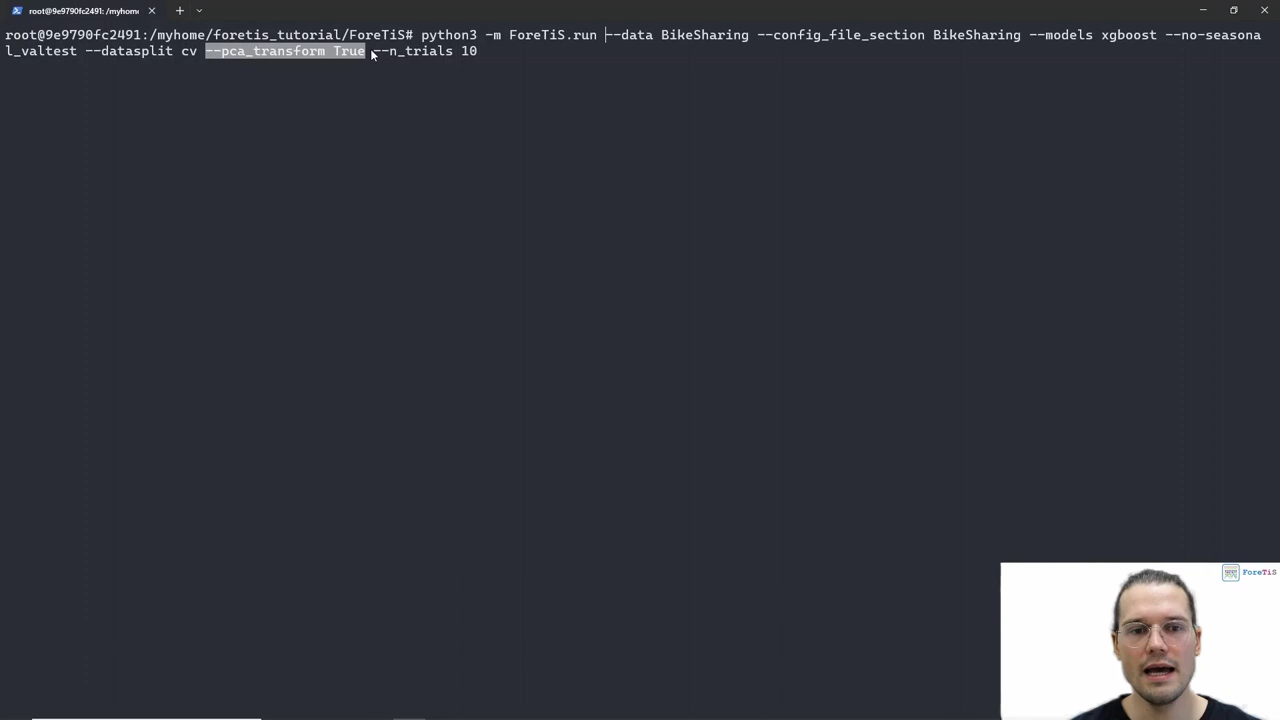 root@9e9790fc2491: /myhome
root@9e9790fc2491:/myhome/foretis_tutorial/ForeTiS# python3 -m ForeTiS.run --data BikeSharing --config_file_section BikeSharing --models xgboost --no-seasona
l_valtest --datasplit cv --pca_transform True --n_trials 10
ForeTiS